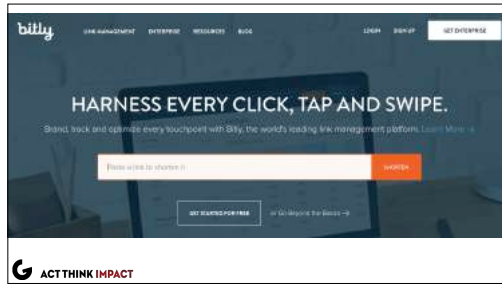 bitly
LINK MANAGEMENT ENTERPRISE RESOURCES BLOG LOGIN SIGN UP GET ENTERPRISE
HARNESS EVERY CLICK, TAP AND SWIPE.
Brand, track and optimize every touchpoint with Bitly, the world's leading link management platform. Learn More
Paste a link to shorten it SHORTEN
GET STARTED FOR FREE or Go Beyond the Basics
G ACT THINK IMPACT